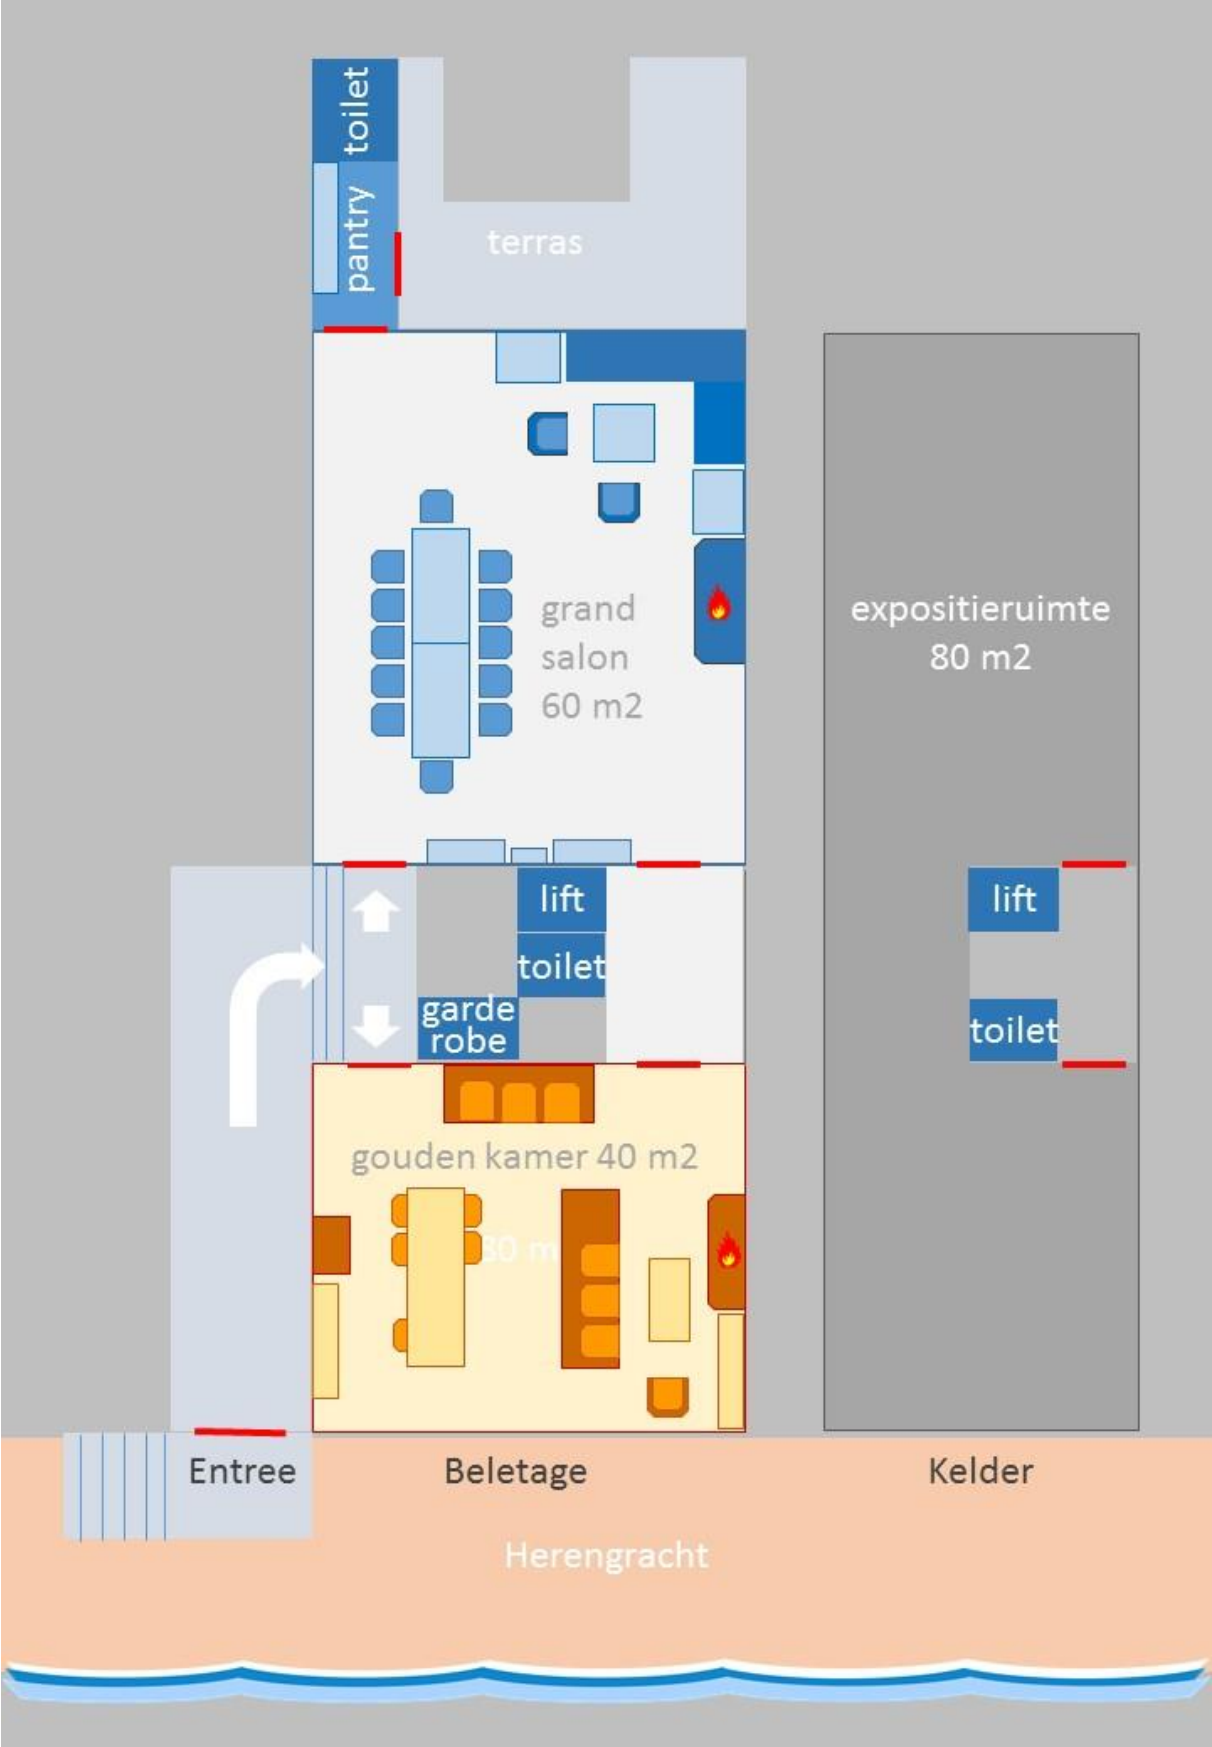 toilet
pantry
terras
grand
salon
60 m2
expositieruimte
80 m2
lift
toilet
garde
robe
lift
toilet
gouden kamer 40 m2
80 m
Entree
Beletage
Kelder
Herengracht